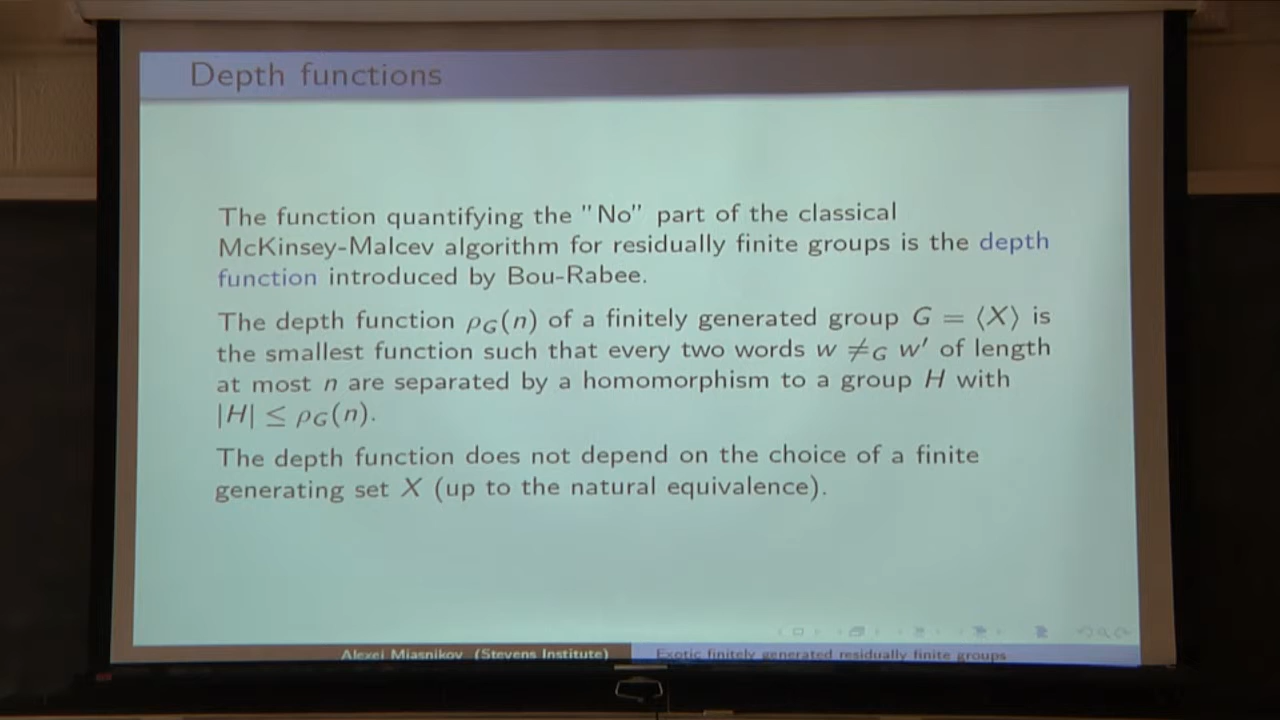 Depth functions
The function quantifying the "No" part of the classical
McKinsey-Malcev algorithm for residually finite groups is the depth
function introduced by Bou-Rabee.
The depth function ρ_G(n) of a finitely generated group G = ⟨X⟩ is
the smallest function such that every two words w ≠_G w′ of length
at most n are separated by a homomorphism to a group H with
|H| ≤ ρ_G(n).
The depth function does not depend on the choice of a finite
generating set X (up to the natural equivalence).
Alexei Miasnikov (Stevens Institute)
Exotic finitely generated residually finite groups